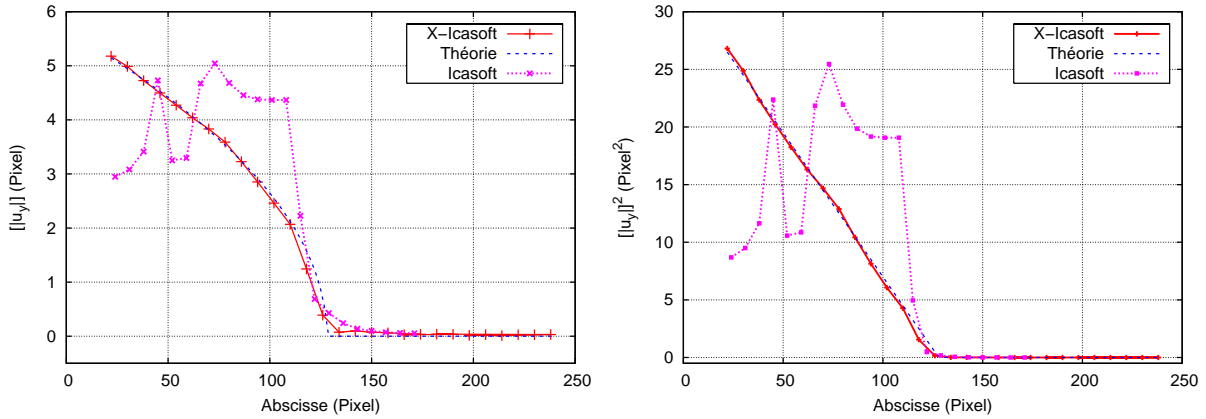 6
5
4
3
2
1
0
0
50
100
150
200
250
[|u_y|] (Pixel)
Abscisse (Pixel)
X−Icasoft
Théorie
Icasoft
30
25
20
15
10
5
0
0
50
100
150
200
250
[|u_y|]^2 (Pixel^2)
Abscisse (Pixel)
X−Icasoft
Théorie
Icasoft